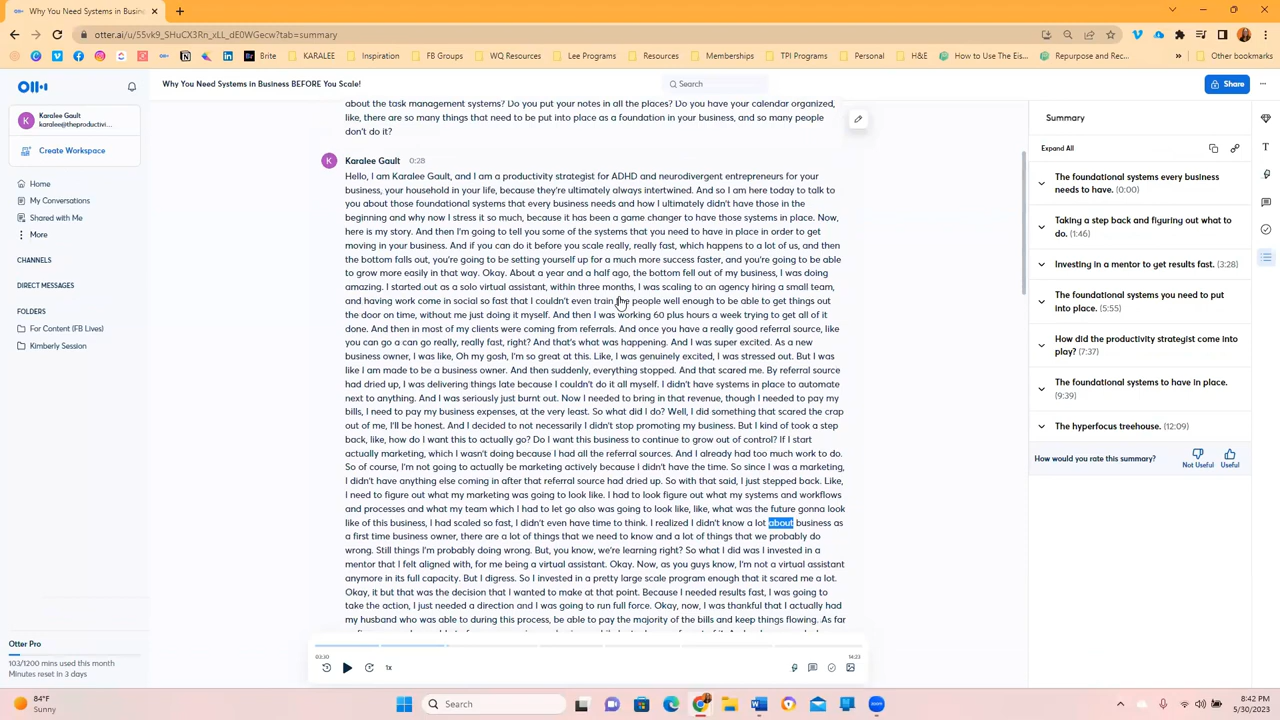 Why You Need Systems in Busin
otter.ai/u/55vk9_SHuCX3Rn_xLL_dE0WGecw?tab=summary
Brite
KARALEE
Inspiration
FB Groups
WQ Resources
Lee Programs
Resources
Memberships
TPI Programs
Personal
H&E
How to Use The Eis...
Repurpose and Rec...
Other bookmarks
Otter
Why You Need Systems in Business BEFORE You Scale!
Search
Share
K
Karalee Gault
karalee@theproductivi...
Create Workspace
Home
My Conversations
Shared with Me
More
CHANNELS
DIRECT MESSAGES
FOLDERS
For Content (FB Lives)
Kimberly Session
Otter Pro
103/1200 mins used this month
Minutes reset in 3 days
about the task management systems? Do you put your notes in all the places? Do you have your calendar organized,
like, there are so many things that need to be put into place as a foundation in your business, and so many people
don't do it?
K
Karalee Gault 0:28
Hello, I am Karalee Gault, and I am a productivity strategist for ADHD and neurodivergent entrepreneurs for your
business, your household in your life, because they're ultimately always intertwined. And so I am here today to talk to
you about those foundational systems that every business needs and how I ultimately didn't have those in the
beginning and why now I stress it so much, because it has been a game changer to have those systems in place. Now,
here is my story. And then I'm going to tell you some of the systems that you need to have in place in order to get
moving in your business. And if you can do it before you scale really, really fast, which happens to a lot of us, and then
the bottom falls out, you're going to be setting yourself up for a much more success faster, and you're going to be able
to grow more easily in that way. Okay. About a year and a half ago, the bottom fell out of my business, I was doing
amazing. I started out as a solo virtual assistant, within three months, I was scaling to an agency hiring a small team,
and having work come in social so fast that I couldn't even train the people well enough to be able to get things out
the door on time, without me just doing it myself. And then I was working 60 plus hours a week trying to get all of it
done. And then in most of my clients were coming from referrals. And once you have a really good referral source, like
you can go a can go really, really fast, right? And that's what was happening. And I was super excited. As a new
business owner, I was like, Oh my gosh, I'm so great at this. Like, I was genuinely excited, I was stressed out. But I was
like I am made to be a business owner. And then suddenly, everything stopped. And that scared me. By referral source
had dried up, I was delivering things late because I couldn't do it all myself. I didn't have systems in place to automate
next to anything. And I was seriously just burnt out. Now I needed to bring in that revenue, though I needed to pay my
bills, I need to pay my business expenses, at the very least. So what did I do? Well, I did something that scared the crap
out of me, I'll be honest. And I decided to not necessarily I didn't stop promoting my business. But I kind of took a step
back, like, how do I want this to actually go? Do I want this business to continue to grow out of control? If I start
actually marketing, which I wasn't doing because I had all the referral sources. And I already had too much work to do.
So of course, I'm not going to actually be marketing actively because I didn't have the time. So since I was a marketing,
I didn't have anything else coming in after that referral source had dried up. So with that said, I just stepped back. Like,
I need to figure out what my marketing was going to look like. I had to look figure out what my systems and workflows
and processes and what my team which I had to let go also was going to look like, like, what was the future gonna look
like of this business, I had scaled so fast, I didn't even have time to think. I realized I didn't know a lot about business as
a first time business owner, there are a lot of things that we need to know and a lot of things that we probably do
wrong. Still things I'm probably doing wrong. But, you know, we're learning right? So what I did was I invested in a
mentor that I felt aligned with, for me being a virtual assistant. Okay. Now, as you guys know, I'm not a virtual assistant
anymore in its full capacity. But I digress. So I invested in a pretty large scale program enough that it scared me a lot.
Okay, it but that was the decision that I wanted to make at that point. Because I needed results fast, I was going to
take the action, I just needed a direction and I was going to run full force. Okay, now, I was thankful that I actually had
my husband who was able to during this process, be able to pay the majority of the bills and keep things flowing. As far
03:30
14:23
1x
Summary
Expand All
The foundation systems every business
needs to have. (0:00)
Taking a step back and figuring out what to
do. (1:46)
Investing in a mentor to get results fast. (3:28)
The foundational systems you need to put
into place. (5:55)
How did the productivity strategist come into
play? (7:37)
The foundational systems to have in place.
(9:39)
The hyperfocus treehouse. (12:09)
How would you rate this summary?
Not Useful
Useful
84°F
Sunny
Search
8:42 PM
5/30/2023